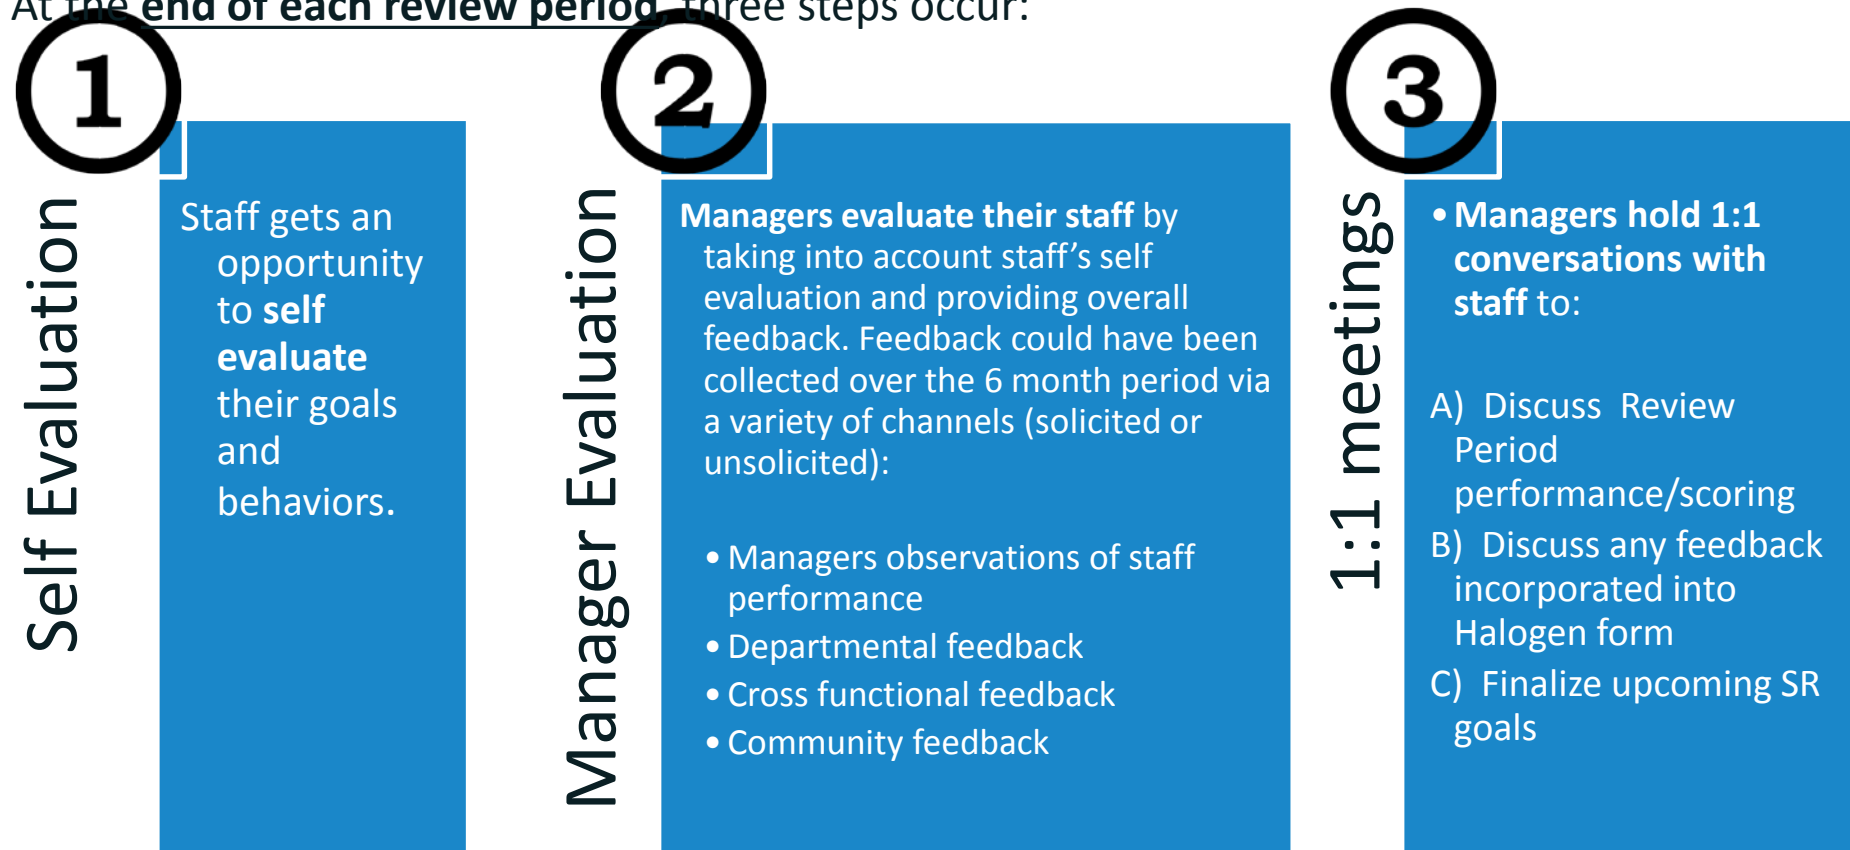 At the end of each review period, three steps occur:
1
Self Evaluation
Staff gets an
opportunity
to self
evaluate
their goals
and
behaviors.
2
Manager Evaluation
Managers evaluate their staff by
taking into account staff’s self
evaluation and providing overall
feedback. Feedback could have been
collected over the 6 month period via
a variety of channels (solicited or
unsolicited):
• Managers observations of staff
performance
• Departmental feedback
• Cross functional feedback
• Community feedback
3
1:1 meetings
• Managers hold 1:1
conversations with
staff to:
A) Discuss Review
Period
performance/scoring
B) Discuss any feedback
incorporated into
Halogen form
C) Finalize upcoming SR
goals